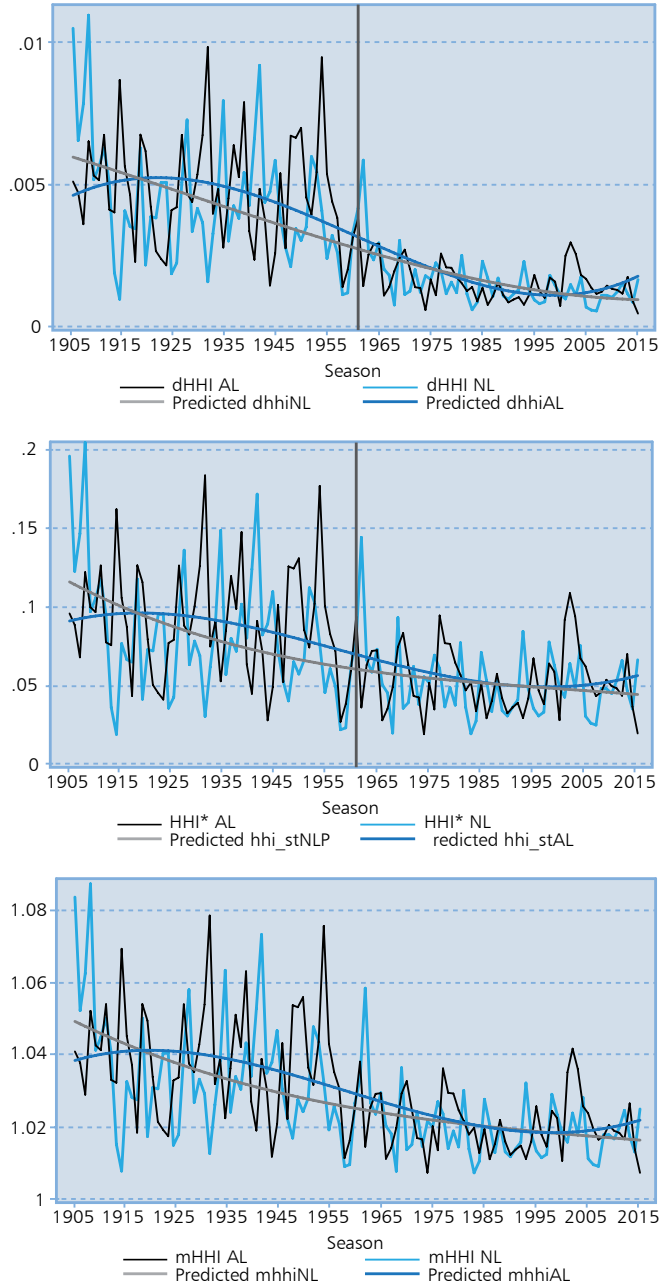 .01
.005
0
1905 1915 1925 1935 1945 1955 1965 1975 1985 1995 2005 2015
Season
dHHI AL dHHI NL
Predicted dhhiNL Predicted dhhiAL
.2
.15
.1
.05
0
1905 1915 1925 1935 1945 1955 1965 1975 1985 1995 2005 2015
Season
HHI* AL HHI* NL
Predicted hhi_stNLP redicted hhi_stAL
1.08
1.06
1.04
1.02
1
1905 1915 1925 1935 1945 1955 1965 1975 1985 1995 2005 2015
Season
mHHI AL mHHI NL
Predicted mhhiNL Predicted mhhiAL